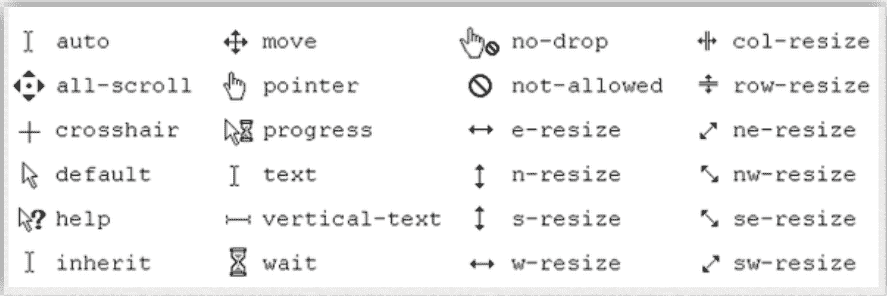 auto move no-drop col-resize
all-scroll pointer not-allowed row-resize
crosshair progress e-resize ne-resize
default text n-resize nw-resize
help vertical-text s-resize se-resize
inherit wait w-resize sw-resize